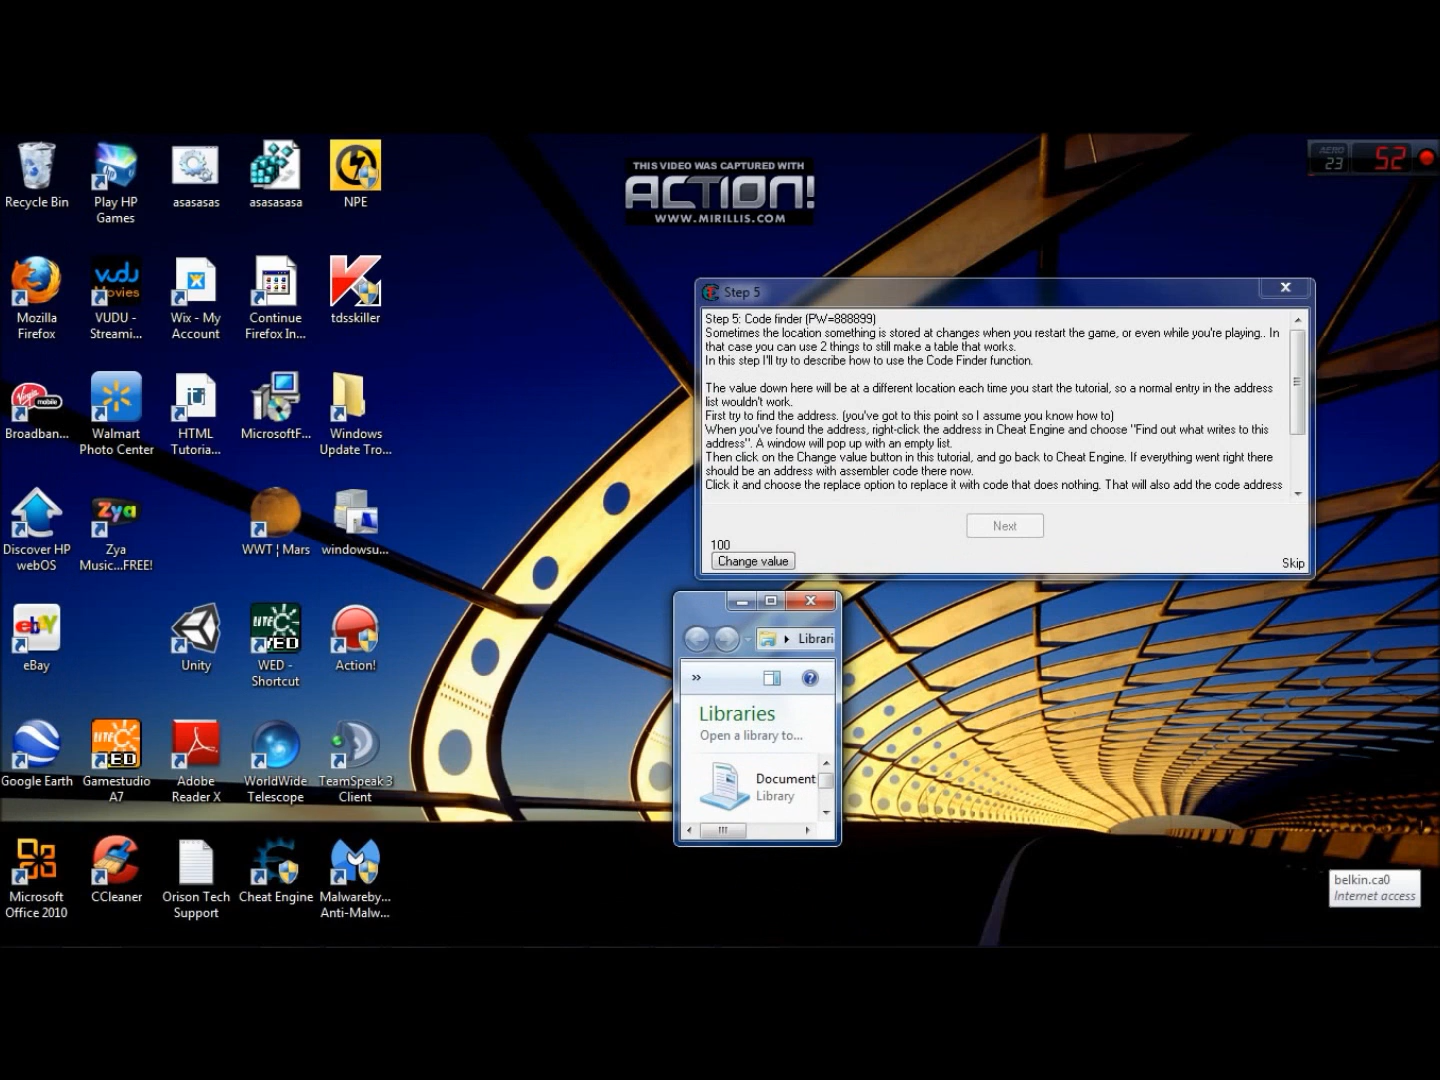 THIS VIDEO WAS CAPTURED WITH
ACTION!
WWW.MIRILLIS.COM
AERO
23
52
Recycle Bin
Play HP
Games
asasasas
asasasasa
NPE
Mozilla
Firefox
vudu
Movies
VUDU -
Streami...
Wix - My
Account
Continue
Firefox In...
tdsskiller
Virgin
mobile
Broadban...
Walmart
Photo Center
HTML
Tutoria...
MicrosoftF...
Windows
Update Tro...
Discover HP
webOS
Zya
Zya
Music...FREE!
WWT ¦ Mars
windowsu...
ebY
eBay
Unity
LITE-C
WED
WED -
Shortcut
Action!
Google Earth
LITE-C
ED
Gamestudio
A7
Adobe
Reader X
WorldWide
Telescope
TeamSpeak 3
Client
Microsoft
Office 2010
CCleaner
Orison Tech
Support
Cheat Engine
Malwareby...
Anti-Malw...
Step 5
Step 5: Code finder (PW=888899)
Sometimes the location something is stored at changes when you restart the game, or even while you're playing.. In
that case you can use 2 things to still make a table that works.
In this step I'll try to describe how to use the Code Finder function.
The value down here will be at a different location each time you start the tutorial, so a normal entry in the address
list wouldn't work.
First try to find the address. (you've got to this point so I assume you know how to)
When you've found the address, right-click the address in Cheat Engine and choose "Find out what writes to this
address". A window will pop up with an empty list.
Then click on the Change value button in this tutorial, and go back to Cheat Engine. If everything went right there
should be an address with assembler code there now.
Click it and choose the replace option to replace it with code that does nothing. That will also add the code address
Next
100
Change value
Skip
Librari
»
Libraries
Open a library to...
Document
Library
belkin.ca0
Internet access